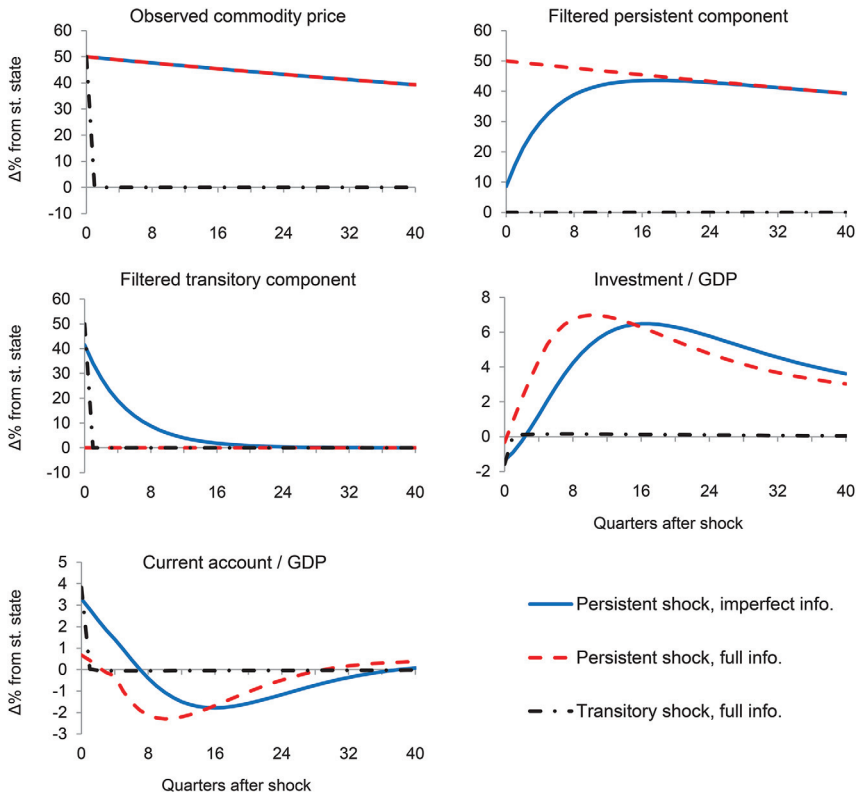 Observed commodity price
Δ% from st. state
60
50
40
30
20
10
0
-10
0 8 16 24 32 40
Filtered persistent component
60
50
40
30
20
10
0
0 8 16 24 32 40
Filtered transitory component
Δ% from st. state
60
50
40
30
20
10
0
-10
0 8 16 24 32 40
Investment / GDP
8
6
4
2
0
-2
0 8 16 24 32 40
Quarters after shock
Current account / GDP
Δ% from st. state
5
4
3
2
1
0
-1
-2
-3
0 8 16 24 32 40
Quarters after shock
Persistent shock, imperfect info.
Persistent shock, full info.
Transitory shock, full info.